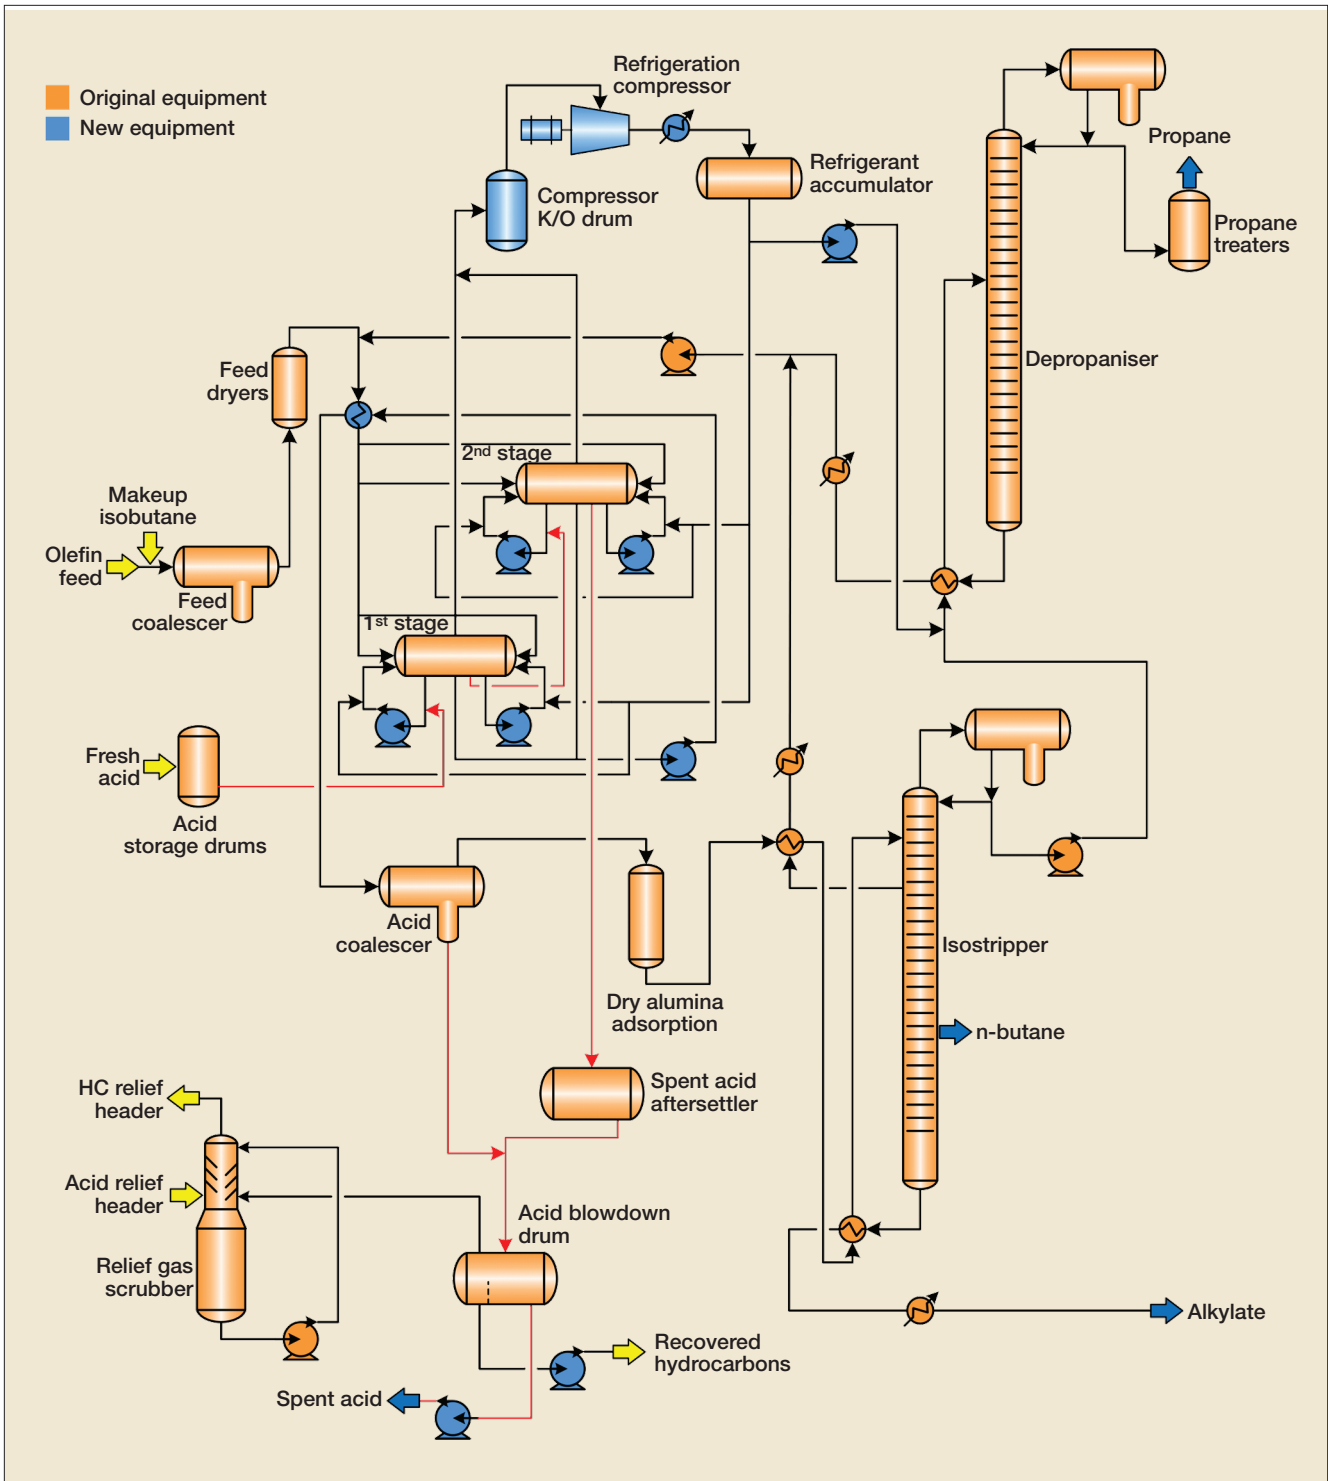 Original equipment
New equipment
Refrigeration
compressor
Compressor
K/O drum
Refrigerant
accumulator
Propane
Propane
treaters
Depropaniser
Feed
dryers
2nd stage
Makeup
isobutane
Olefin
feed
Feed
coalescer
1st stage
Fresh
acid
Acid
storage drums
Acid
coalescer
Dry alumina
adsorption
Isostripper
n-butane
Spent acid
aftersettler
HC relief
header
Acid relief
header
Relief gas
scrubber
Acid blowdown
drum
Alkylate
Recovered
hydrocarbons
Spent acid